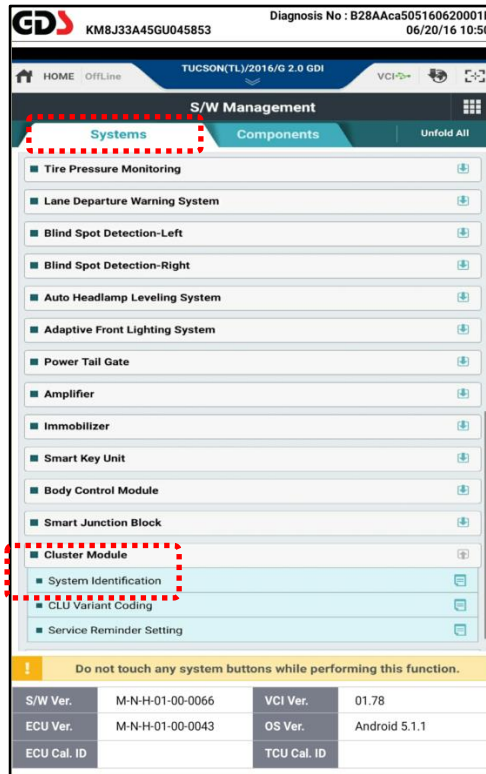 GDS KM8J33A45GU045853
Diagnosis No : B28AAca505160620001
06/20/16 10:50
HOME OffLine TUCSON(TL)/2016/G 2.0 GDI VCI
S/W Management
Systems Components Unfold All
Tire Pressure Monitoring
Lane Departure Warning System
Blind Spot Detection-Left
Blind Spot Detection-Right
Auto Headlamp Leveling System
Adaptive Front Lighting System
Power Tail Gate
Amplifier
Immobilizer
Smart Key Unit
Body Control Module
Smart Junction Block
Cluster Module
System Identification
CLU Variant Coding
Service Reminder Setting
! Do not touch any system buttons while performing this function.
S/W Ver. M-N-H-01-00-0066 VCI Ver. 01.78
ECU Ver. M-N-H-01-00-0043 OS Ver. Android 5.1.1
ECU Cal. ID TCU Cal. ID